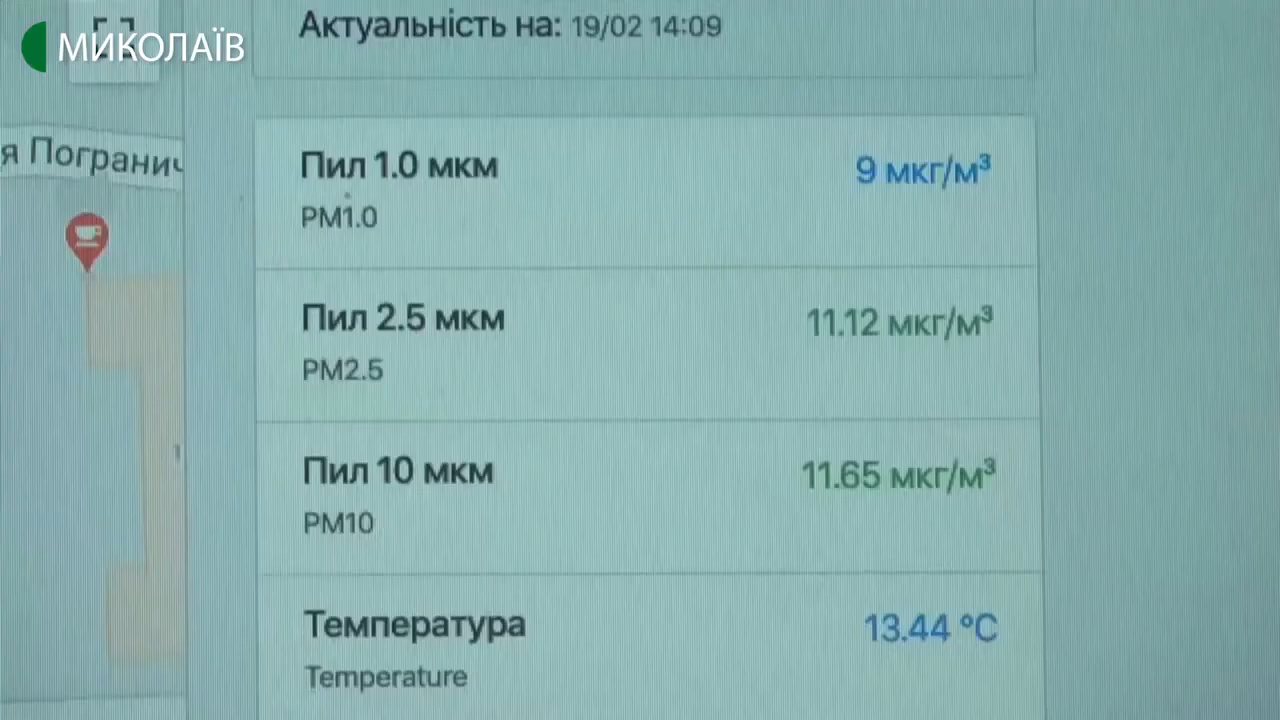 МИКОЛАЇВ
Актуальність на: 19/02 14:09
я Погранич
Пил 1.0 мкм
9 мкг/м³
PM1.0
Пил 2.5 мкм
11.12 мкг/м³
PM2.5
Пил 10 мкм
11.65 мкг/м³
PM10
Температура
13.44 °C
Temperature